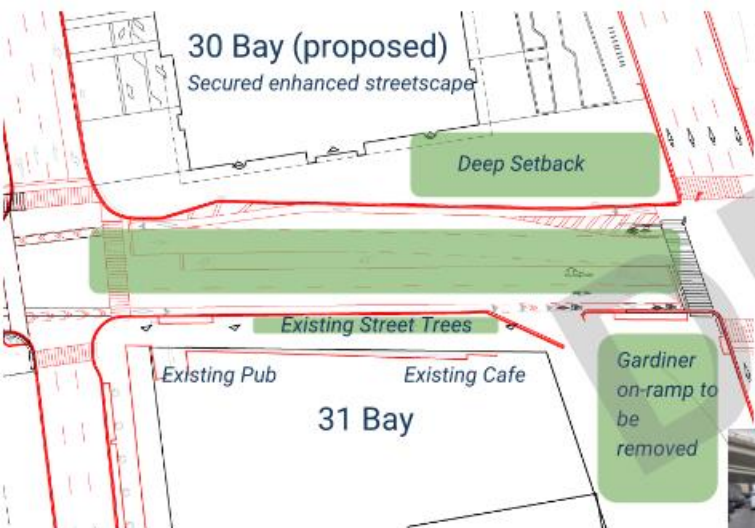 30 Bay (proposed)
Secured enhanced streetscape
Deep Setback
Existing Street Trees
Existing Pub
Existing Cafe
31 Bay
Gardiner
on-ramp to
be
removed